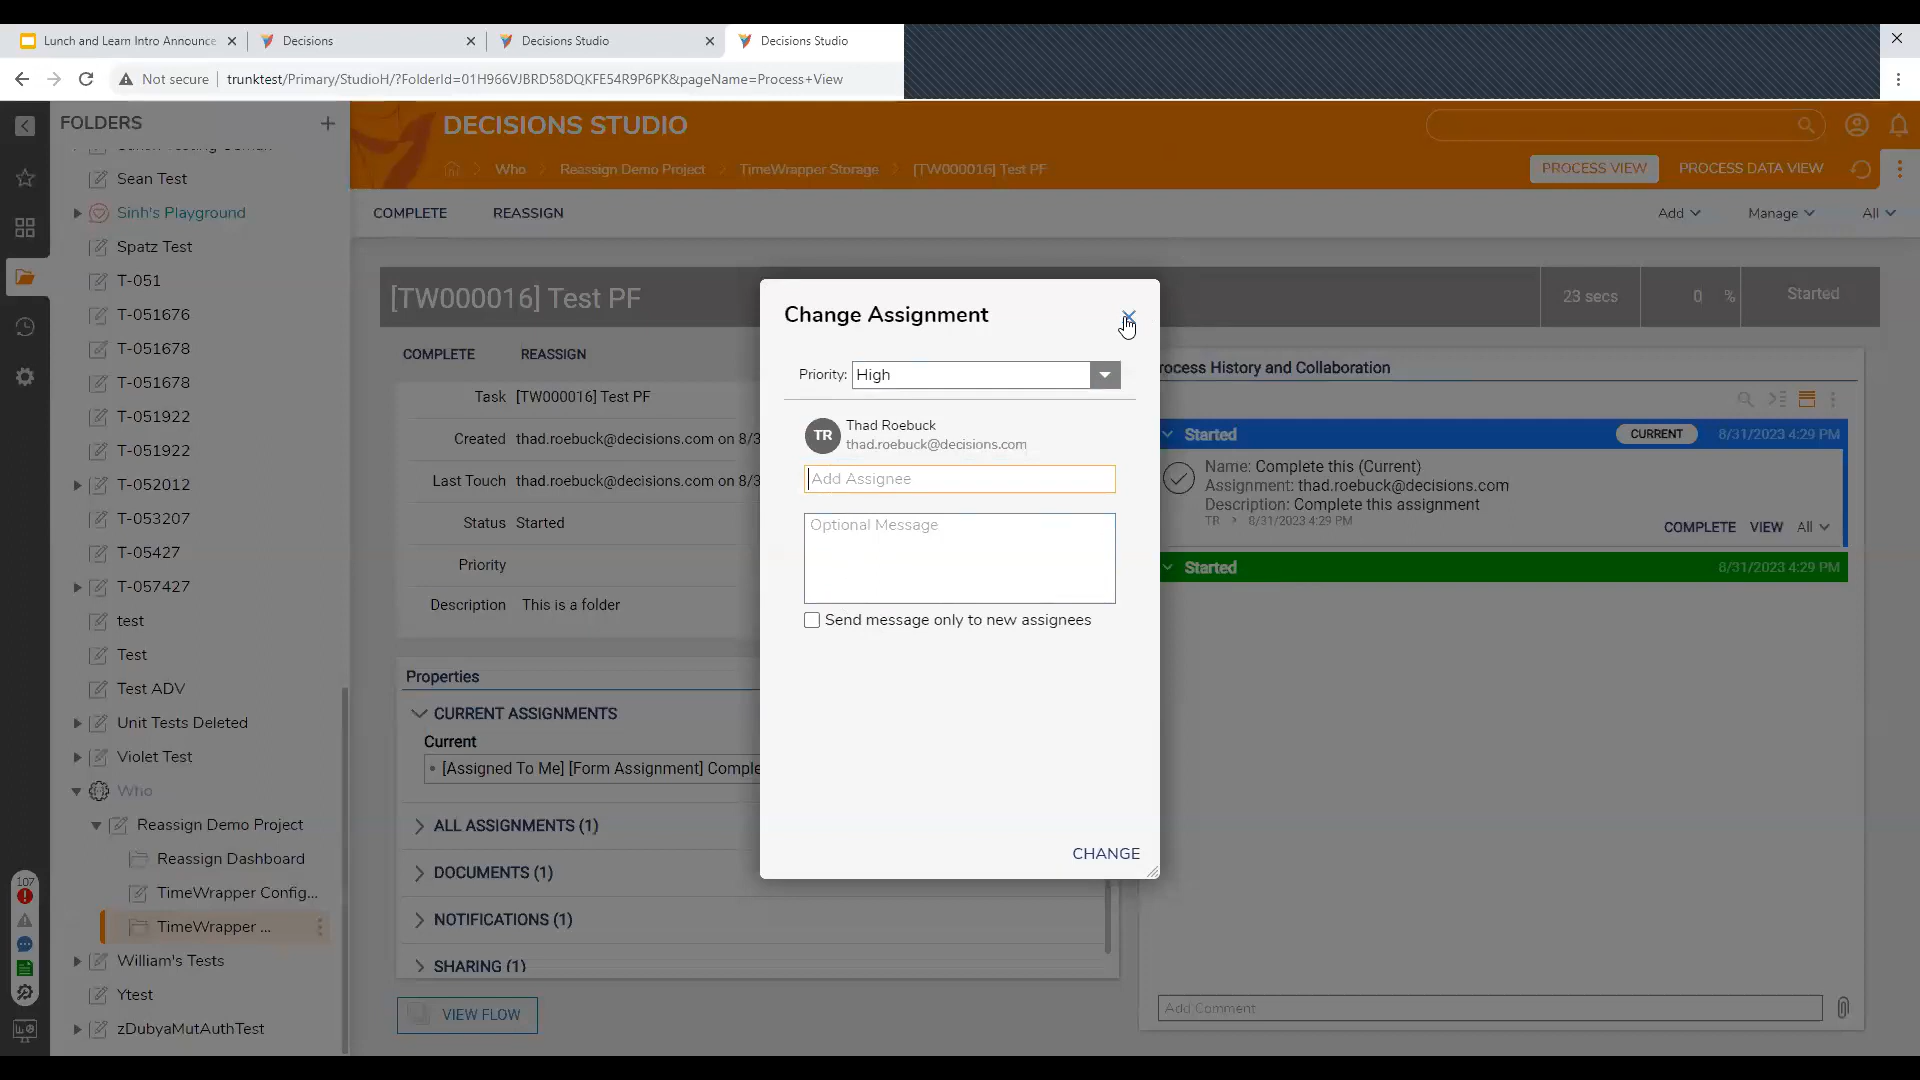 Lunch and Learn Intro Announce
Decisions
Decisions Studio
Decisions Studio
Not secure
trunktest/Primary/StudioH/?FolderId=01H966VJBRD58DQKFE54R9P6PK&pageName=Process+View
FOLDERS
Sean Test
Sinh's Playground
Spatz Test
T-051
T-051676
T-051678
T-051678
T-051922
T-051922
T-052012
T-053207
T-05427
T-057427
test
Test
Test ADV
Unit Tests Deleted
Violet Test
Who
Reassign Demo Project
Reassign Dashboard
TimeWrapper Config...
TimeWrapper ...
William's Tests
Ytest
zDubyaMutAuthTest
107
DECISIONS STUDIO
Who
Reassign Demo Project
TimeWrapper Storage
[TW000016] Test PF
PROCESS VIEW
PROCESS DATA VIEW
COMPLETE
REASSIGN
Add
Manage
All
[TW000016] Test PF
23 secs
0 %
Started
COMPLETE
REASSIGN
Task [TW000016] Test PF
Created thad.roebuck@decisions.com on 8/3
Last Touch thad.roebuck@decisions.com on 8/3
Status Started
Priority
Description This is a folder
Properties
CURRENT ASSIGNMENTS
Current
[Assigned To Me] [Form Assignment] Comple
ALL ASSIGNMENTS (1)
DOCUMENTS (1)
NOTIFICATIONS (1)
SHARING (1)
VIEW FLOW
Change Assignment
Priority: High
TR
Thad Roebuck
thad.roebuck@decisions.com
Add Assignee
Optional Message
Send message only to new assignees
CHANGE
rocess History and Collaboration
Started
CURRENT
8/31/2023 4:29 PM
Name: Complete this (Current)
Assignment: thad.roebuck@decisions.com
Description: Complete this assignment
TR > 8/31/2023 4:29 PM
COMPLETE
VIEW
All
Started
8/31/2023 4:29 PM
Add Comment